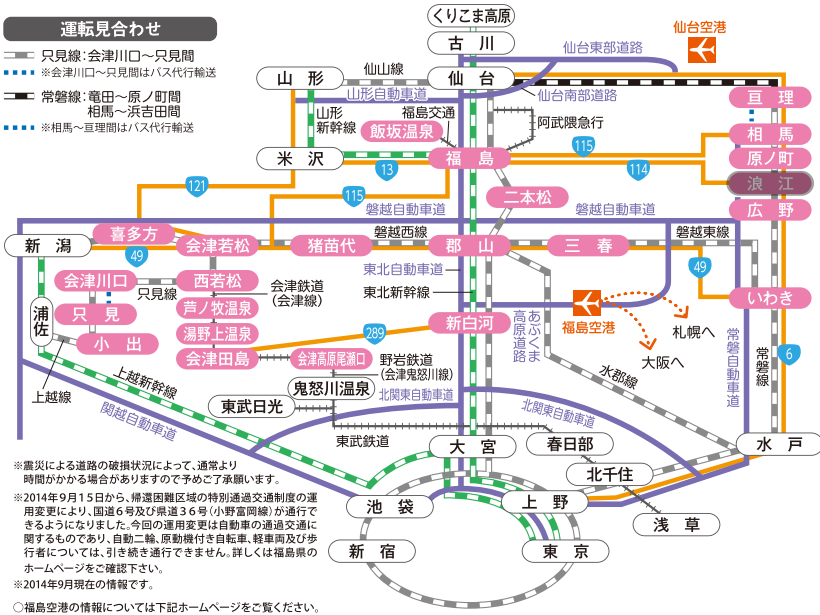 運転見合わせ
只見線:会津川口〜只見間
※会津川口〜只見間はバス代行輸送
常磐線:竜田〜原ノ町間
相馬〜浜吉田間
※相馬〜亘理間はバス代行輸送
くりこま高原
古川
仙台空港
仙台東部道路
仙山線
山形
仙台
山形自動車道
仙台南部道路
亘理
山形
新幹線
福島交通
飯坂温泉
阿武隈急行
相馬
115
米沢
福島
原ノ町
13
114
121
115
二本松
浪江
磐越自動車道
磐越自動車道
広野
喜多方
新潟
会津若松
猪苗代
磐越西線
郡山
三春
磐越東線
49
東北自動車道
49
会津川口
只見線
西若松
会津鉄道
(会津線)
東北新幹線
いわき
浦佐
只見
芦ノ牧温泉
福島空港
札幌へ
湯野上温泉
289
新白河
あぶくま
高原道路
小出
会津田島
会津高原尾瀬口
野岩鉄道
(会津鬼怒川線)
大阪へ
常磐自動車道
常磐線
6
上越線
上越新幹線
鬼怒川温泉
水郡線
関越自動車道
東武日光
北関東自動車道
北関東自動車道
東武鉄道
大宮
春日部
水戸
※震災による道路の破損状況によって、通常より
時間がかかる場合がありますので予めご了承願います。
北千住
※2014年9月15日から、帰還困難区域の特別通過交通制度の運
用変更により、国道6号及び県道36号(小野富岡線)が通行で
きるようになりました。今回の運用変更は自動車の通過交通に
関するものであり、自動二輪、原動機付き自転車、軽車両及び歩
行者については、引き続き通行できません。詳しくは福島県の
ホームページをご確認下さい。
池袋
上野
浅草
新宿
東京
※2014年9月現在の情報です。
○福島空港の情報については下記ホームページをご覧ください。